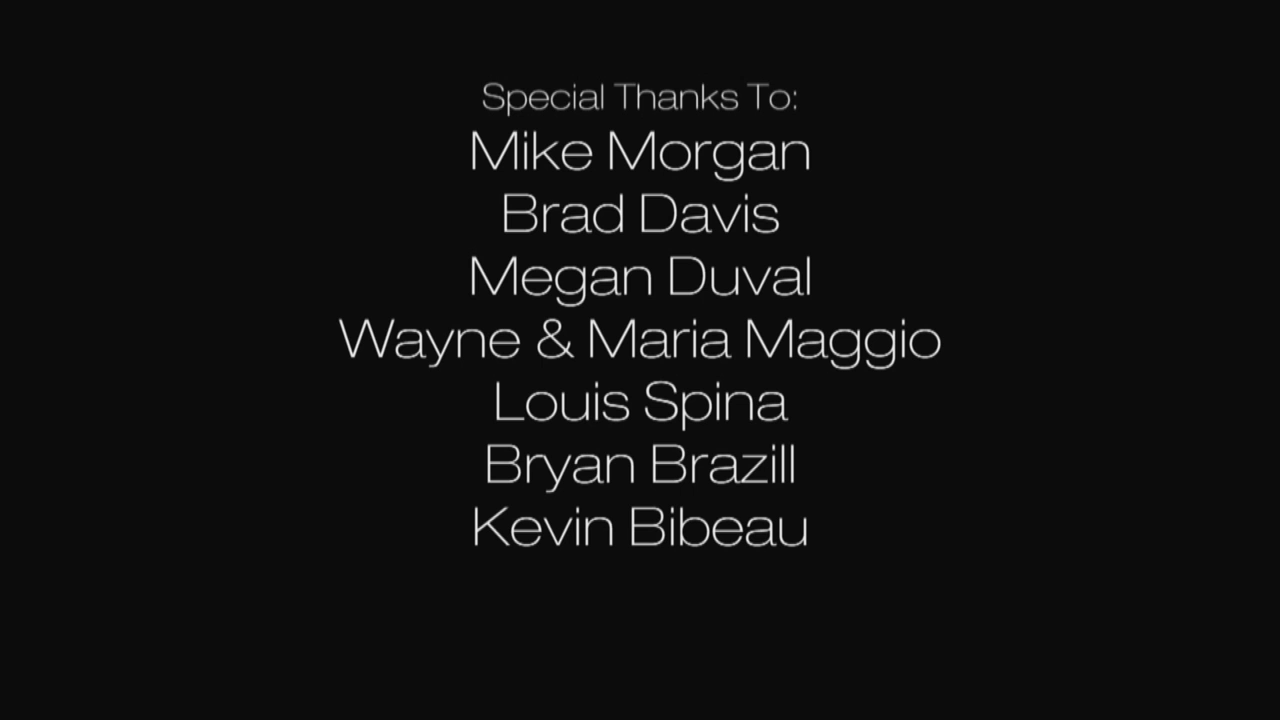 Special Thanks To:
Mike Morgan
Brad Davis
Megan Duval
Wayne & Maria Maggio
Louis Spina
Bryan Brazill
Kevin Bibeau